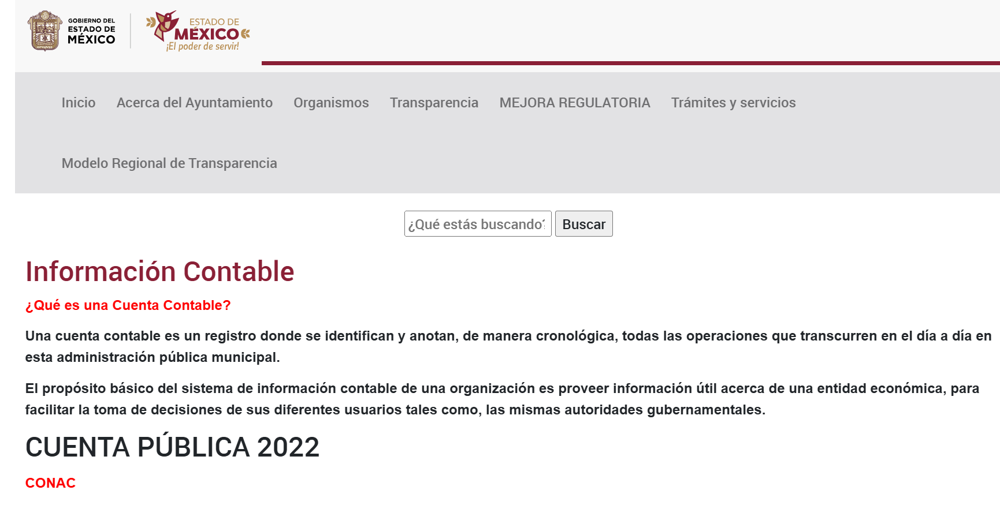 GOBIERNO DEL
ESTADO DE
MÉXICO
ESTADO DE
MÉXICO
¡El poder de servir!
Inicio Acerca del Ayuntamiento Organismos Transparencia MEJORA REGULATORIA Trámites y servicios
Modelo Regional de Transparencia
¿Qué estás buscando? Buscar
Información Contable
¿Qué es una Cuenta Contable?
Una cuenta contable es un registro donde se identifican y anotan, de manera cronológica, todas las operaciones que transcurren en el día a día en
esta administración pública municipal.
El propósito básico del sistema de información contable de una organización es proveer información útil acerca de una entidad económica, para
facilitar la toma de decisiones de sus diferentes usuarios tales como, las mismas autoridades gubernamentales.
CUENTA PÚBLICA 2022
CONAC